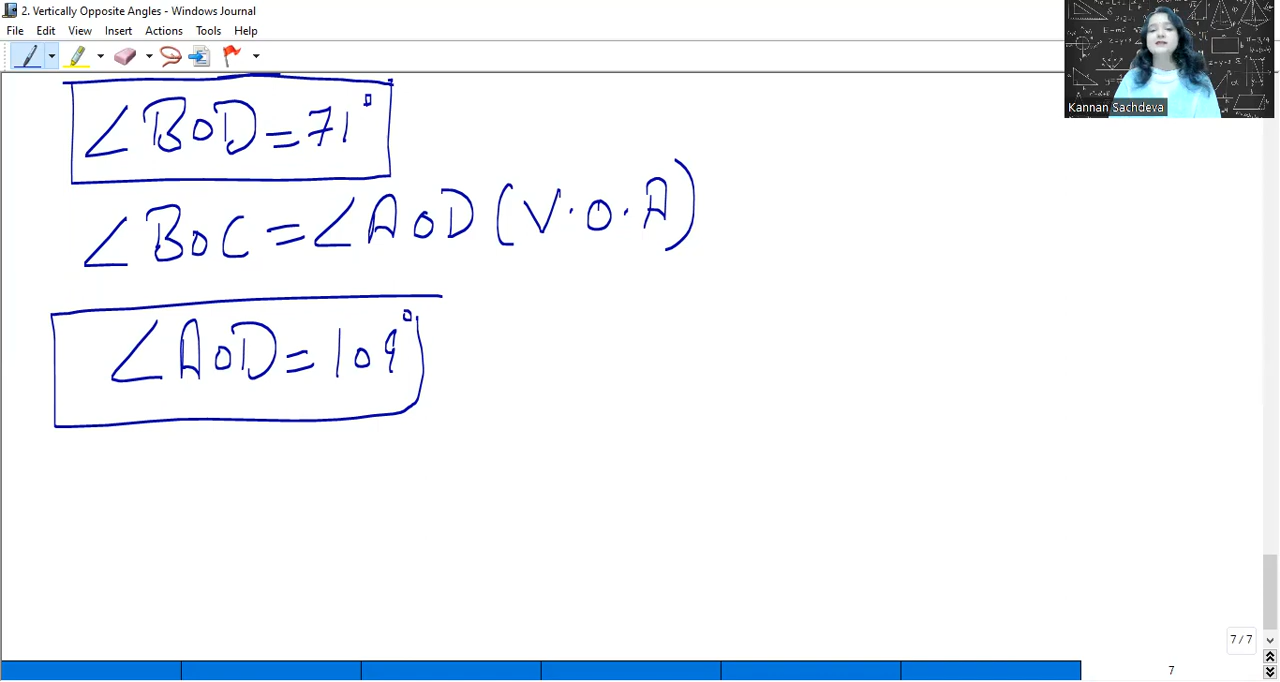 2. Vertically Opposite Angles - Windows Journal
File Edit View Insert Actions Tools Help
∠BOD = 71°
∠BOC = ∠AOD (V.O.A)
∠AOD = 109°
Kannan Sachdeva
7 / 7
7